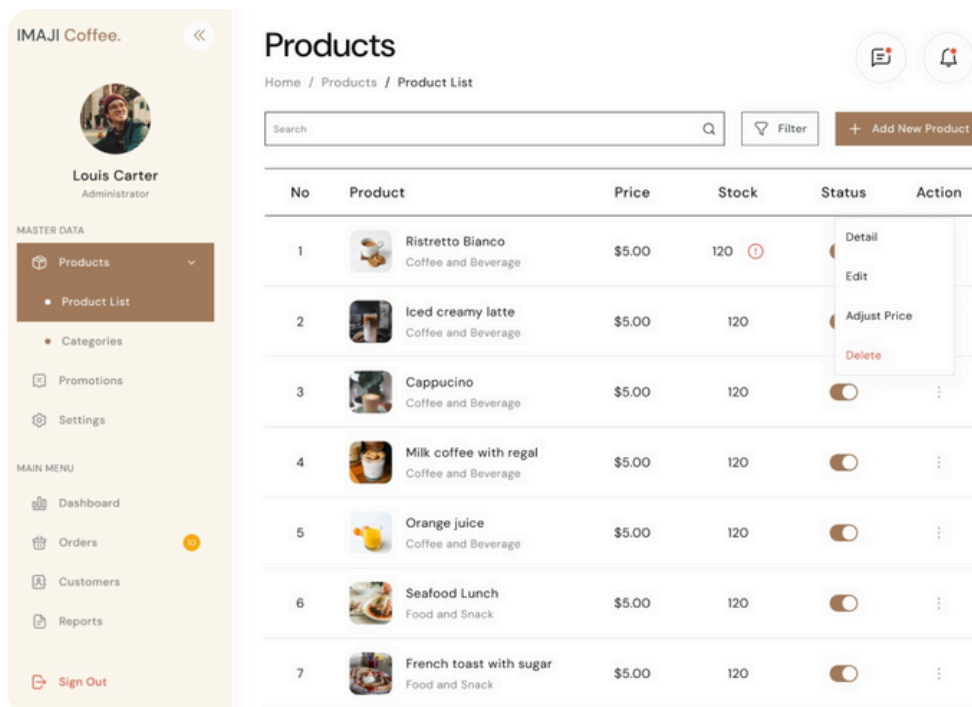 IMAJI Coffee.
Louis Carter
Administrator
MASTER DATA
Products
Product List
Categories
Promotions
Settings
MAIN MENU
Dashboard
Orders 10
Customers
Reports
Sign Out
Products
Home / Products / Product List
Search
Filter
+ Add New Product
No Product Price Stock Status Action
1 Ristretto Bianco $5.00 120
Coffee and Beverage
2 Iced creamy latte $5.00 120
Coffee and Beverage
3 Cappucino $5.00 120
Coffee and Beverage
4 Milk coffee with regal $5.00 120
Coffee and Beverage
5 Orange juice $5.00 120
Coffee and Beverage
6 Seafood Lunch $5.00 120
Food and Snack
7 French toast with sugar $5.00 120
Food and Snack
Detail
Edit
Adjust Price
Delete